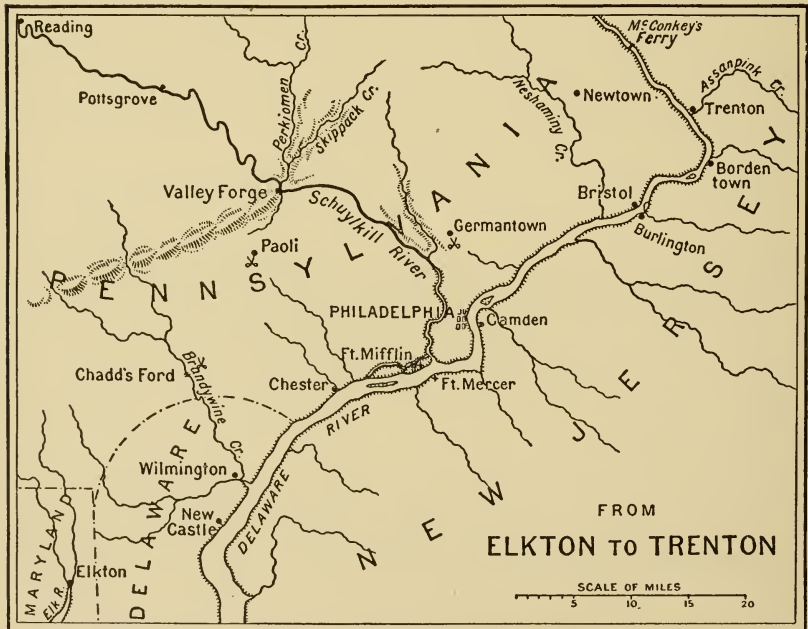 Reading
Pottsgrove
Perkiomen Cr.
Skippack Cr.
McConkey's
Ferry
Assanpink Cr.
Newtown
Neshaminy Cr.
Trenton
Borden
town
Valley Forge
Schuylkill River
Bristol
Burlington
Germantown
Paoli
PENNSYLVANIA
PHILADELPHIA
Camden
Ft. Mifflin
Ft. Mercer
Chester
Chadd's Ford
Brandywine Cr.
Wilmington
New
Castle
DELAWARE RIVER
DELAWARE
MARYLAND
Elkton
Elk R.
NEW JERSEY
FROM
ELKTON TO TRENTON
SCALE OF MILES
5 10 15 20